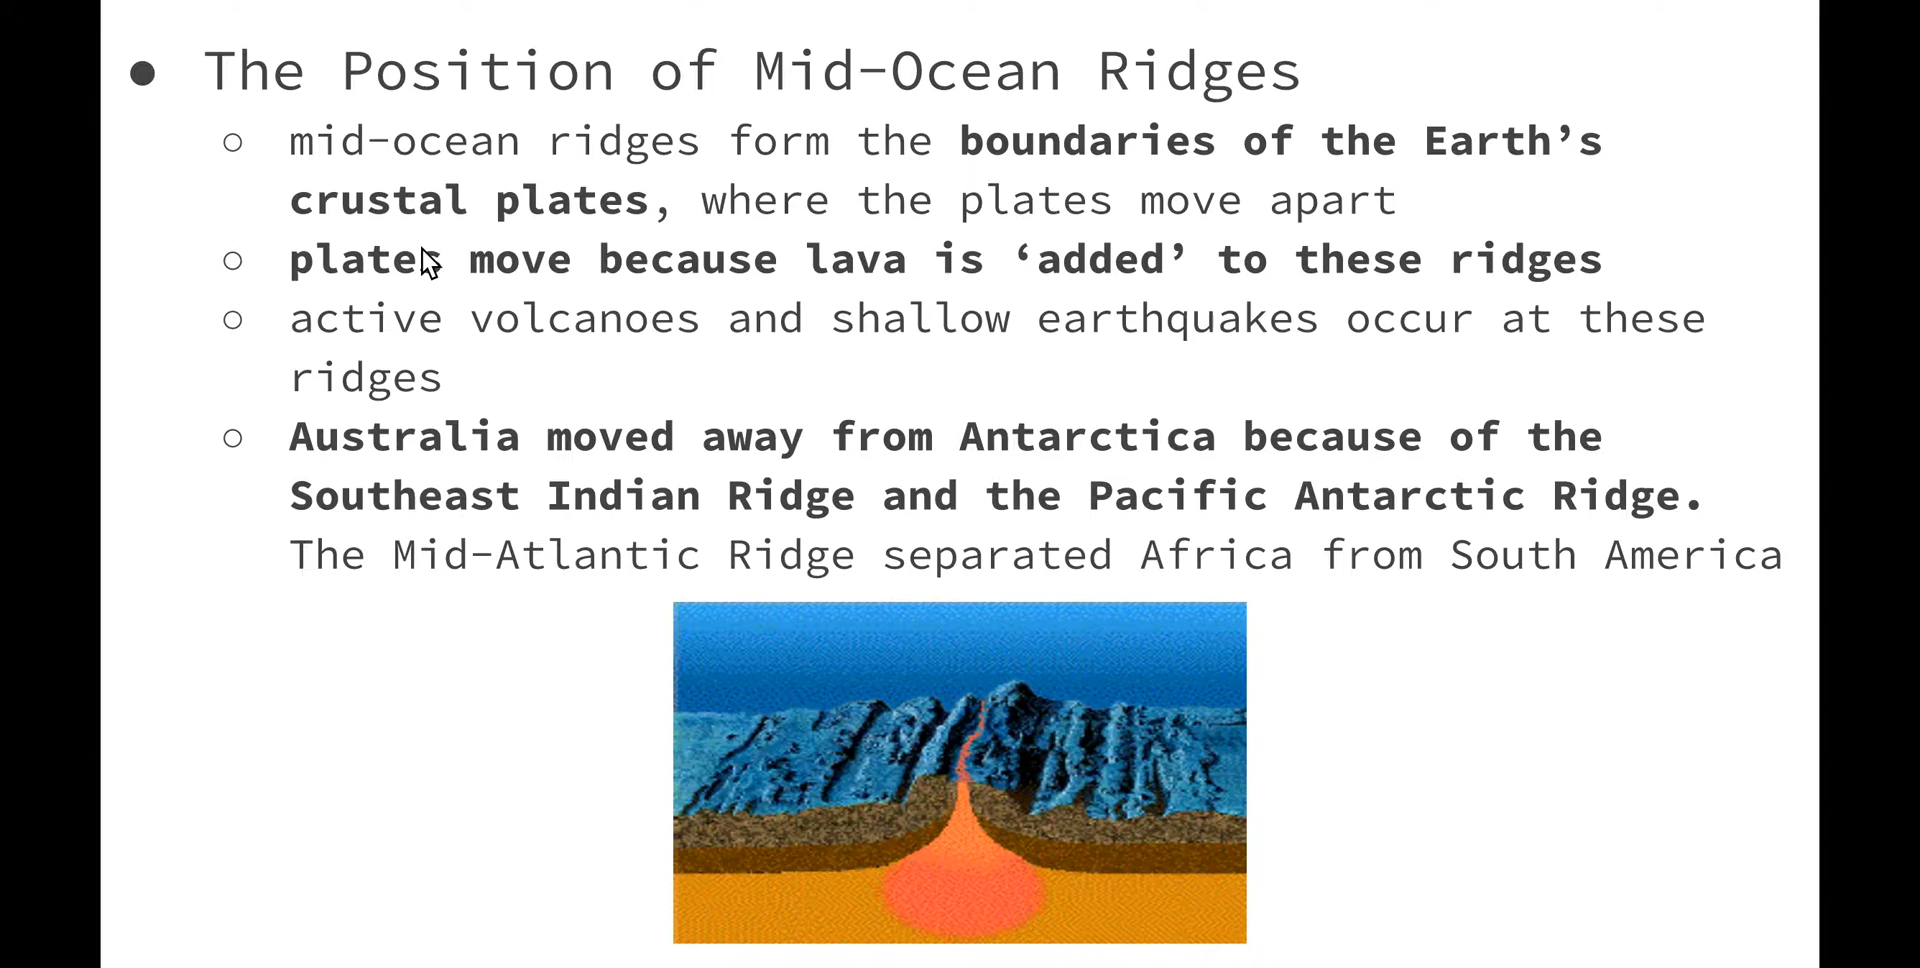 ● The Position of Mid-Ocean Ridges
○ mid-ocean ridges form the boundaries of the Earth’s
crustal plates, where the plates move apart
○ plates move because lava is ‘added’ to these ridges
○ active volcanoes and shallow earthquakes occur at these
ridges
○ Australia moved away from Antarctica because of the
Southeast Indian Ridge and the Pacific Antarctic Ridge.
The Mid-Atlantic Ridge separated Africa from South America